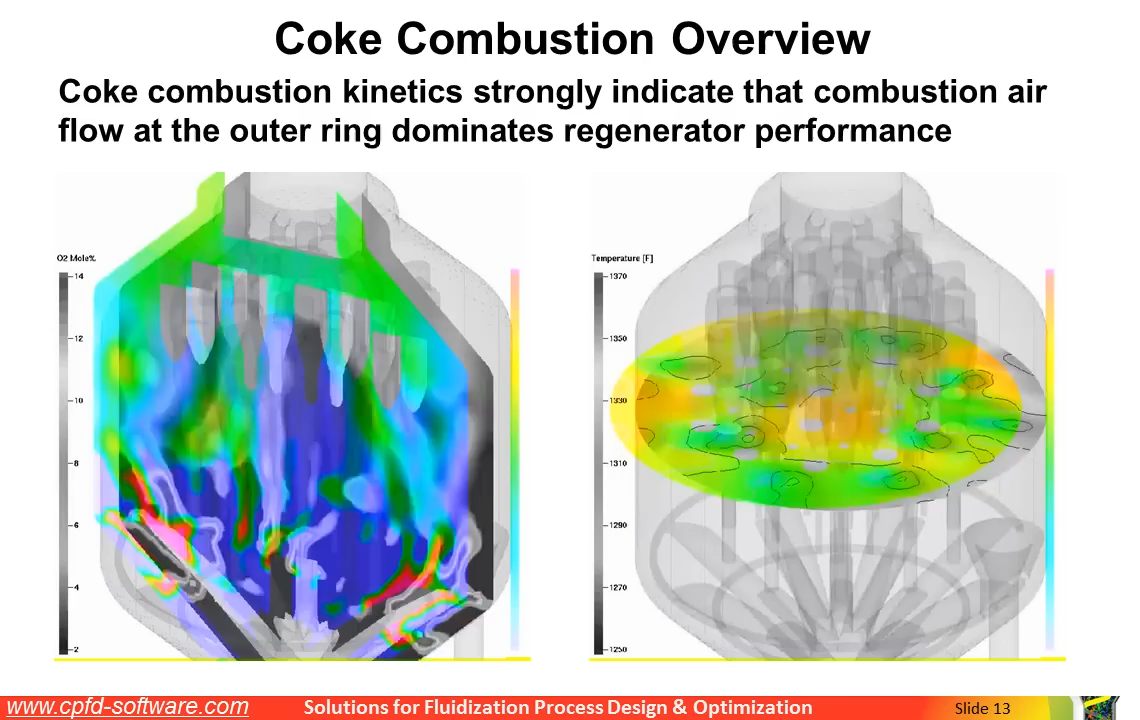 Coke Combustion Overview
Coke combustion kinetics strongly indicate that combustion air
flow at the outer ring dominates regenerator performance
O2 Mole%
14
12
10
8
6
4
2
Temperature [F]
1370
1350
1330
1310
1290
1270
1250
www.cpfd-software.com
Solutions for Fluidization Process Design & Optimization
Slide 13